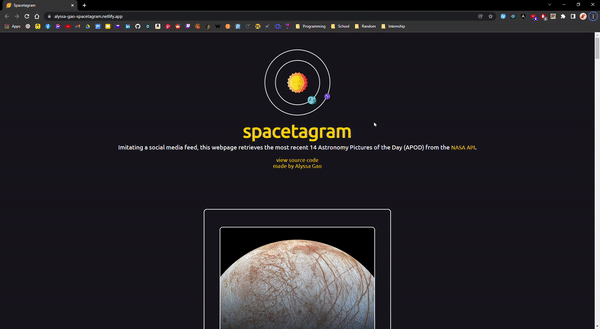 Spacetagram
alyssa-gao-spacetagram.netlify.app
Apps
Programming
School
Random
Internship
spacetagram
Imitating a social media feed, this webpage retrieves the most recent 14 Astronomy Pictures of the Day (APOD) from the NASA API.
view source code
made by Alyssa Gao